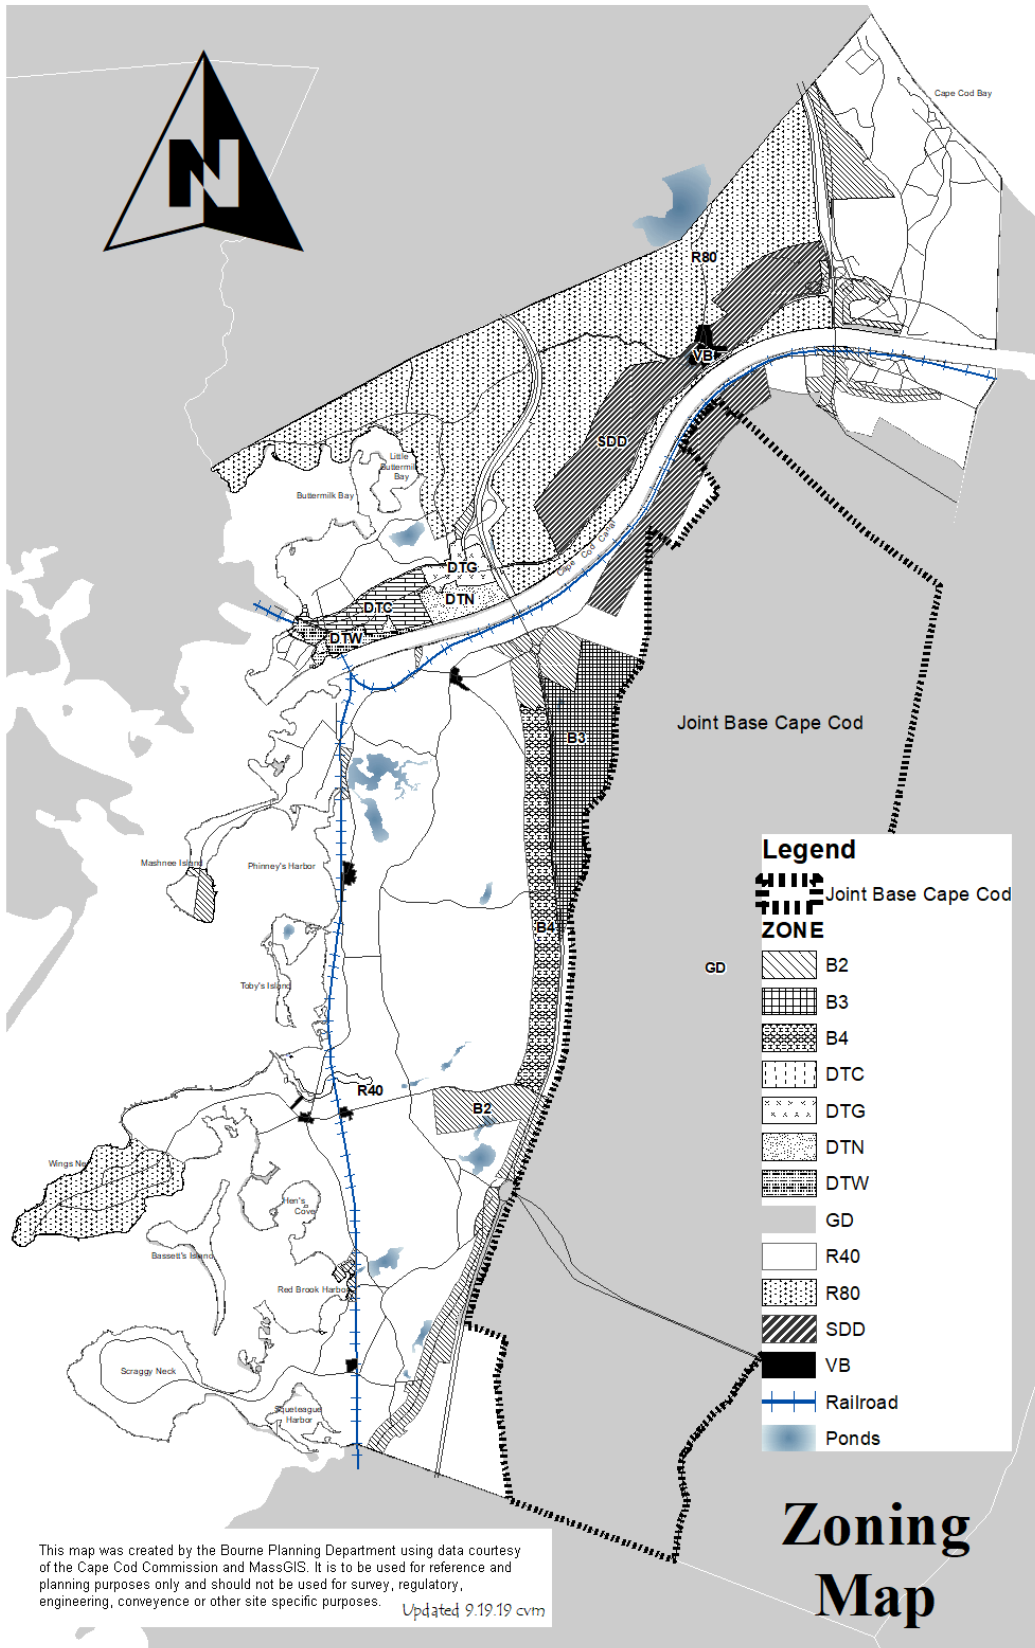 Cape Cod Bay
N
R80
VB
SDD
Little
Buttermilk
Bay
Buttermilk Bay
Cape Cod Canal
DTG
DTN
DTC
DTW
Joint Base Cape Cod
B3
Mashnee Island
Phinney's Harbor
B4
GD
Toby's Island
R40
B2
Wings Ne
Hen's
Cove
Bassett's Island
Red Brook Harbor
Scraggy Neck
Squeteague
Harbor
Legend
Joint Base Cape Cod
ZONE
B2
B3
B4
DTC
DTG
DTN
DTW
GD
R40
R80
SDD
VB
Railroad
Ponds
Zoning
Map
This map was created by the Bourne Planning Department using data courtesy
of the Cape Cod Commission and MassGIS. It is to be used for reference and
planning purposes only and should not be used for survey, regulatory,
engineering, conveyence or other site specific purposes.
Updated 9.19.19 cvm